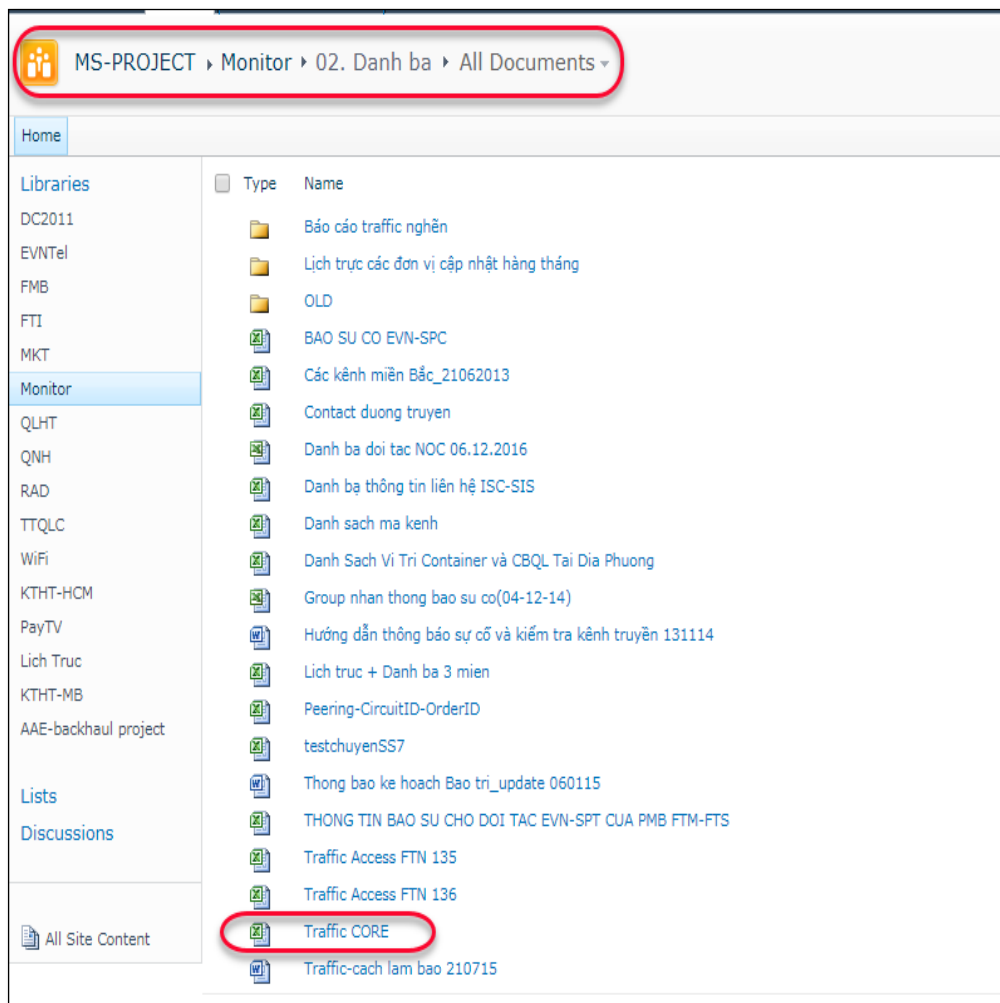 MS-PROJECT Monitor 02. Danh ba All Documents
Home
Libraries
DC2011
EVNTel
FMB
FTI
MKT
Monitor
QLHT
QNH
RAD
TTQLC
WiFi
KTHT-HCM
PayTV
Lich Truc
KTHT-MB
AAE-backhaul project
Lists
Discussions
All Site Content
Type Name
Báo cáo traffic nghẽn
Lịch trực các đơn vị cập nhật hàng tháng
OLD
BAO SU CO EVN-SPC
Các kênh miền Bắc_21062013
Contact duong truyen
Danh ba doi tac NOC 06.12.2016
Danh bạ thông tin liên hệ ISC-SIS
Danh sach ma kenh
Danh Sach Vi Tri Container và CBQL Tai Dia Phuong
Group nhan thong bao su co(04-12-14)
Hướng dẫn thông báo sự cố và kiểm tra kênh truyền 131114
Lich truc + Danh ba 3 mien
Peering-CircuitID-OrderID
testchuyenSS7
Thong bao ke hoach Bao tri_update 060115
THONG TIN BAO SU CHO DOI TAC EVN-SPT CUA PMB FTM-FTS
Traffic Access FTN 135
Traffic Access FTN 136
Traffic CORE
Traffic-cach lam bao 210715